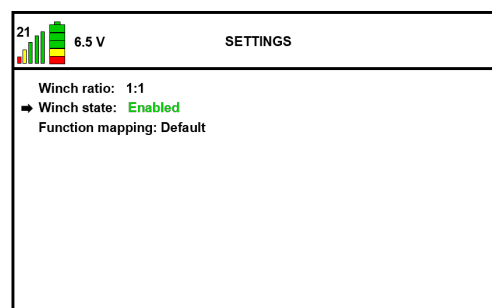 21
6.5 V
SETTINGS
Winch ratio: 1:1
Winch state: Enabled
Function mapping: Default